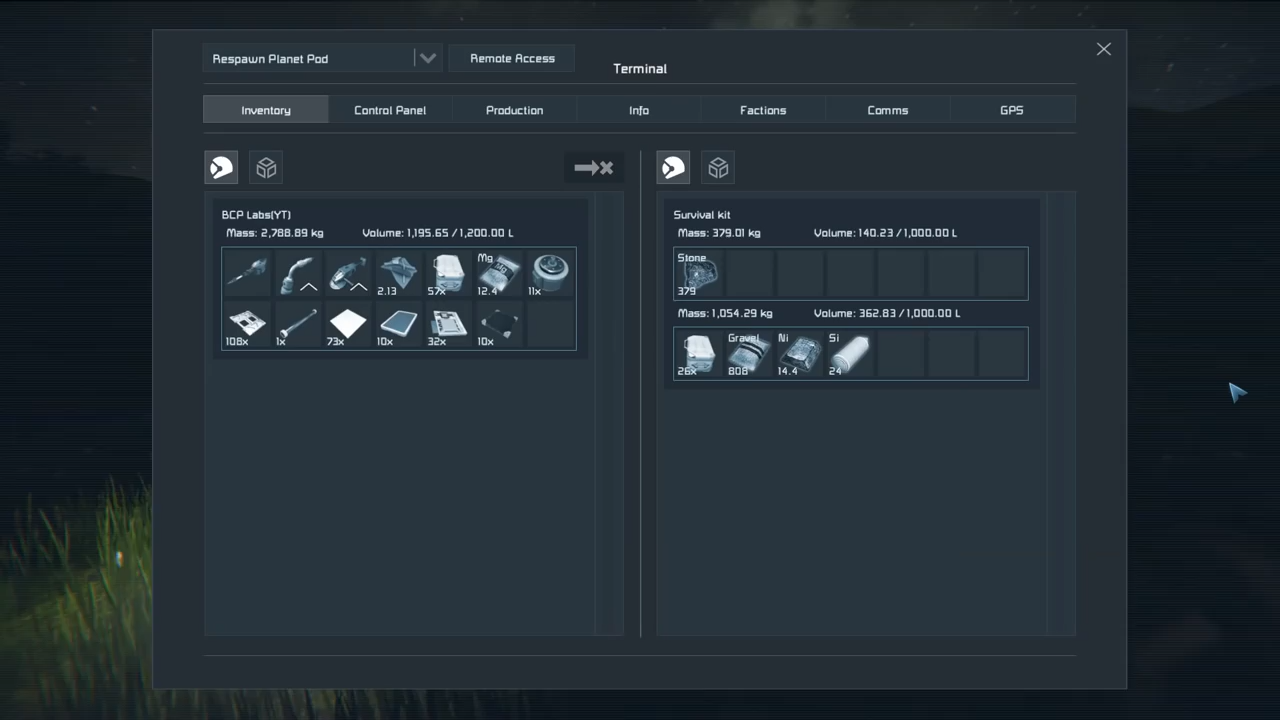 Respawn Planet Pod
Remote Access
Terminal
Inventory
Control Panel
Production
Info
Factions
Comms
GPS
BCP Labs(YT)
Mass: 2,788.89 kg Volume: 1,195.65 / 1,200.00 L
Mg
2.13 57x 12.4 11x
108x 1x 73x 10x 32x 10x
Survival kit
Mass: 379.01 kg Volume: 140.23 / 1,000.00 L
Stone
379
Mass: 1,054.29 kg Volume: 362.83 / 1,000.00 L
Gravel Ni Si
26x 808 14.4 24